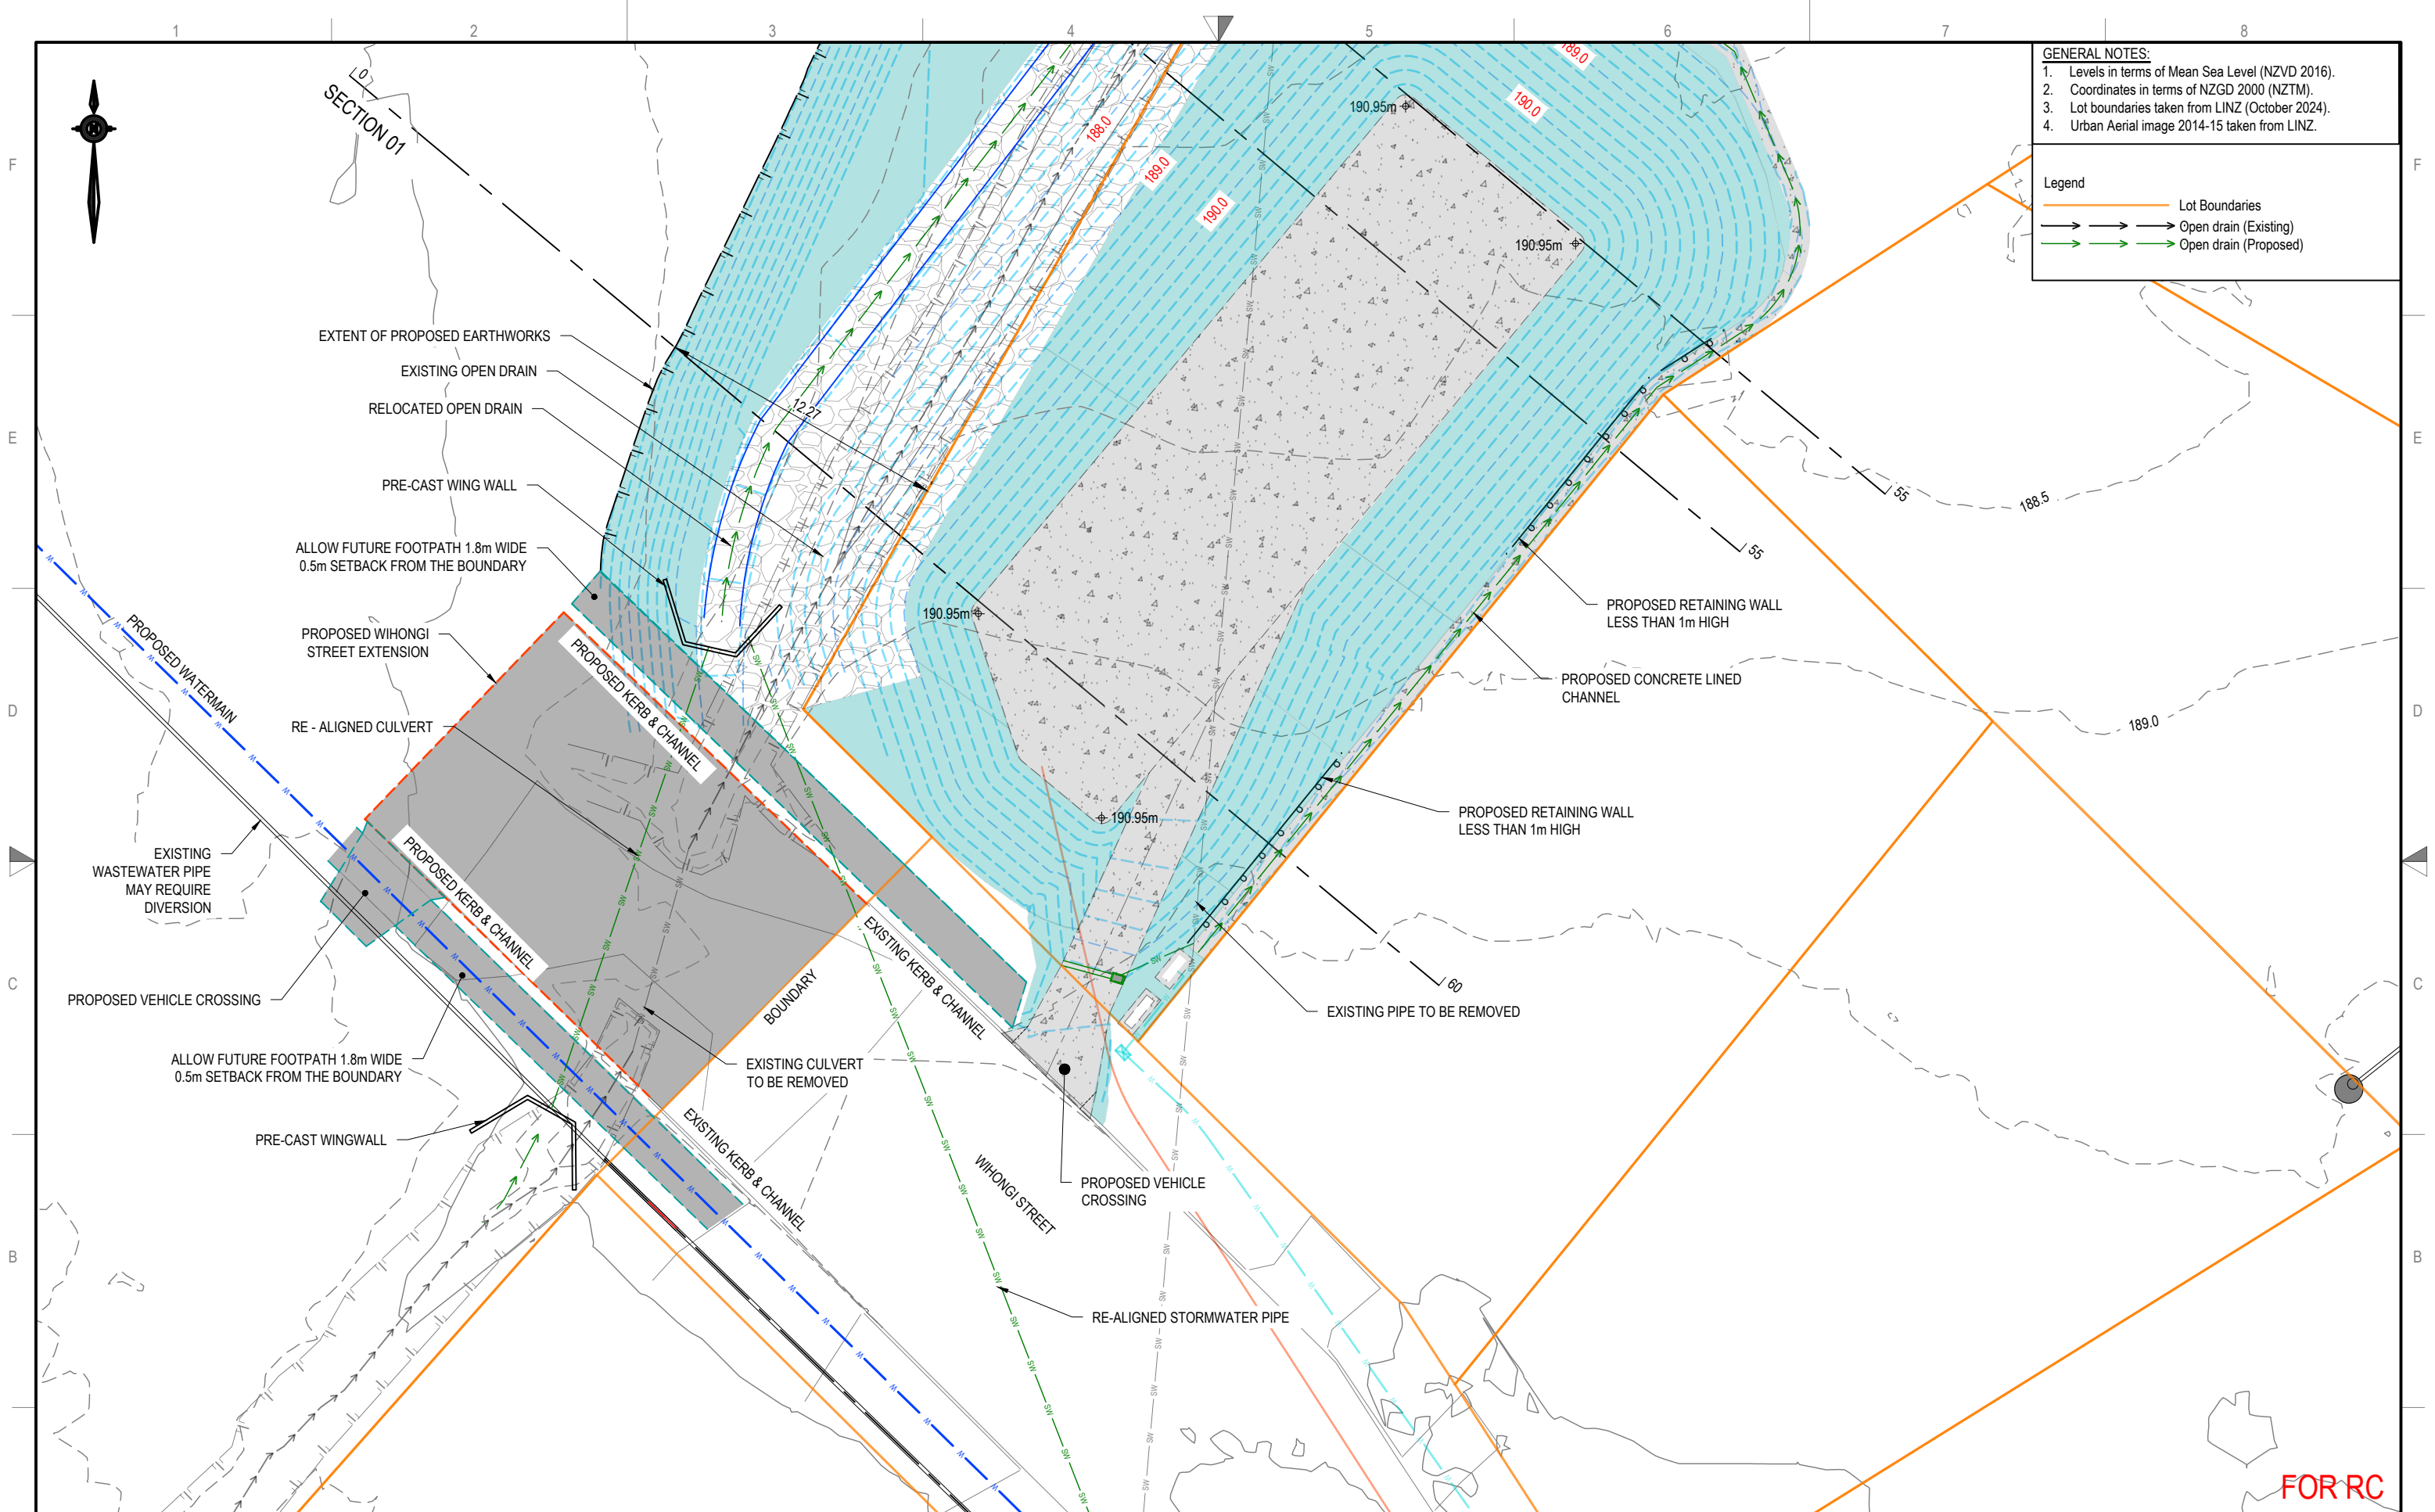 1 2 3 4 5 6 7 8
F
E
D
C
B
F
E
D
C
B
GENERAL NOTES:
1. Levels in terms of Mean Sea Level (NZVD 2016).
2. Coordinates in terms of NZGD 2000 (NZTM).
3. Lot boundaries taken from LINZ (October 2024).
4. Urban Aerial image 2014-15 taken from LINZ.
Legend
Lot Boundaries
Open drain (Existing)
Open drain (Proposed)
0
SECTION 01
188.0
189.0
190.0
189.0
190.0
190.95m
190.95m
190.95m
190.95m
12.27
EXTENT OF PROPOSED EARTHWORKS
EXISTING OPEN DRAIN
RELOCATED OPEN DRAIN
PRE-CAST WING WALL
ALLOW FUTURE FOOTPATH 1.8m WIDE
0.5m SETBACK FROM THE BOUNDARY
PROPOSED WIHONGI
STREET EXTENSION
RE - ALIGNED CULVERT
PROPOSED WATERMAIN
EXISTING
WASTEWATER PIPE
MAY REQUIRE
DIVERSION
PROPOSED VEHICLE CROSSING
ALLOW FUTURE FOOTPATH 1.8m WIDE
0.5m SETBACK FROM THE BOUNDARY
PRE-CAST WINGWALL
PROPOSED KERB & CHANNEL
PROPOSED KERB & CHANNEL
EXISTING KERB & CHANNEL
EXISTING KERB & CHANNEL
BOUNDARY
EXISTING CULVERT
TO BE REMOVED
WIHONGI STREET
PROPOSED VEHICLE
CROSSING
RE-ALIGNED STORMWATER PIPE
EXISTING PIPE TO BE REMOVED
PROPOSED RETAINING WALL
LESS THAN 1m HIGH
PROPOSED CONCRETE LINED
CHANNEL
PROPOSED RETAINING WALL
LESS THAN 1m HIGH
55
55
60
188.5
189.0
FOR RC